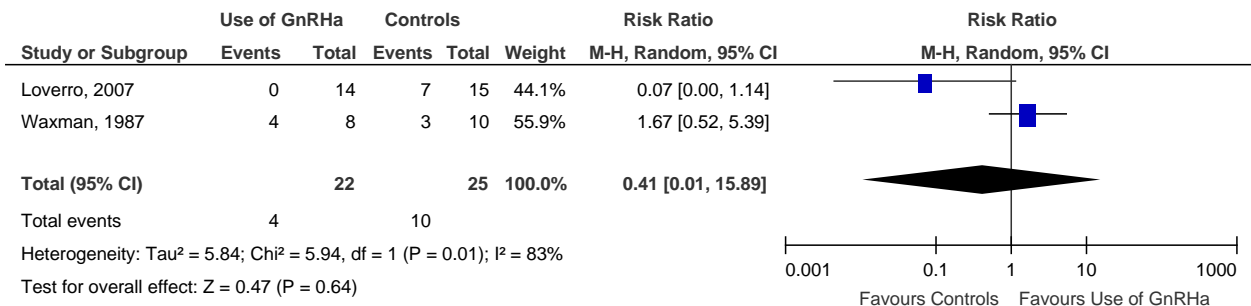 Use of GnRHa Controls Risk Ratio Risk Ratio
Study or Subgroup Events Total Events Total Weight M-H, Random, 95% CI M-H, Random, 95% CI
Loverro, 2007 0 14 7 15 44.1% 0.07 [0.00, 1.14]
Waxman, 1987 4 8 3 10 55.9% 1.67 [0.52, 5.39]
Total (95% CI) 22 25 100.0% 0.41 [0.01, 15.89]
Total events 4 10
Heterogeneity: Tau² = 5.84; Chi² = 5.94, df = 1 (P = 0.01); I² = 83%
Test for overall effect: Z = 0.47 (P = 0.64)
0.001 0.1 1 10 1000
Favours Controls Favours Use of GnRHa